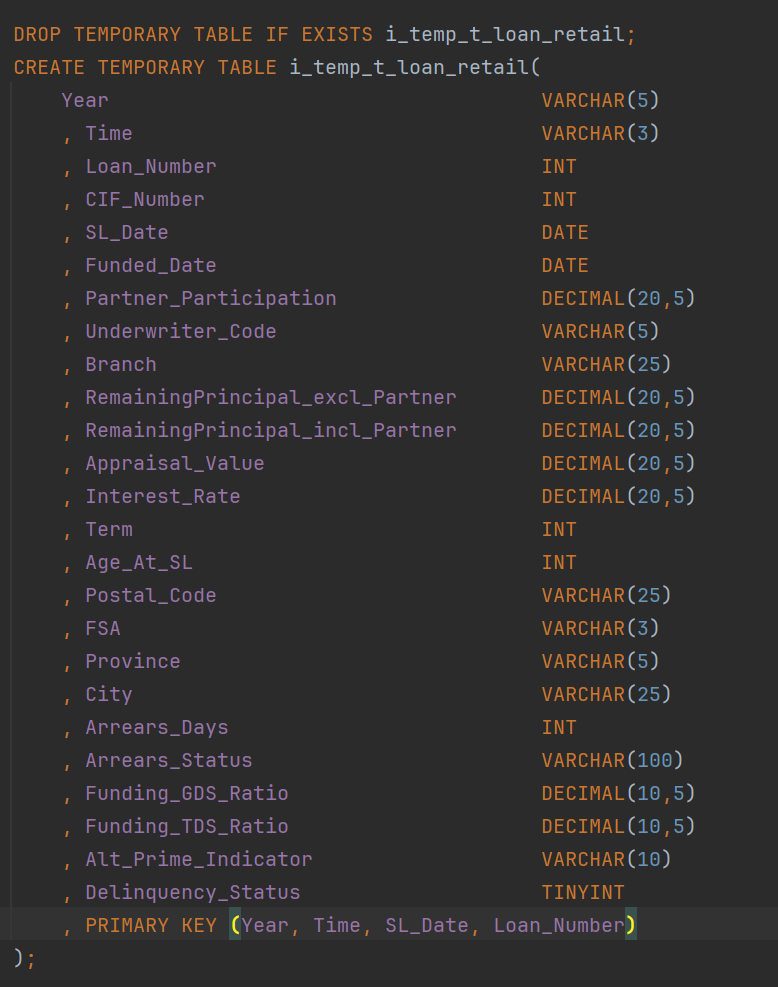 DROP TEMPORARY TABLE IF EXISTS i_temp_t_loan_retail;
CREATE TEMPORARY TABLE i_temp_t_loan_retail(
Year VARCHAR(5)
, Time VARCHAR(3)
, Loan_Number INT
, CIF_Number INT
, SL_Date DATE
, Funded_Date DATE
, Partner_Participation DECIMAL(20,5)
, Underwriter_Code VARCHAR(5)
, Branch VARCHAR(25)
, RemainingPrincipal_excl_Partner DECIMAL(20,5)
, RemainingPrincipal_incl_Partner DECIMAL(20,5)
, Appraisal_Value DECIMAL(20,5)
, Interest_Rate DECIMAL(20,5)
, Term INT
, Age_At_SL INT
, Postal_Code VARCHAR(25)
, FSA VARCHAR(3)
, Province VARCHAR(5)
, City VARCHAR(25)
, Arrears_Days INT
, Arrears_Status VARCHAR(100)
, Funding_GDS_Ratio DECIMAL(10,5)
, Funding_TDS_Ratio DECIMAL(10,5)
, Alt_Prime_Indicator VARCHAR(10)
, Delinquency_Status TINYINT
, PRIMARY KEY (Year, Time, SL_Date, Loan_Number)
);